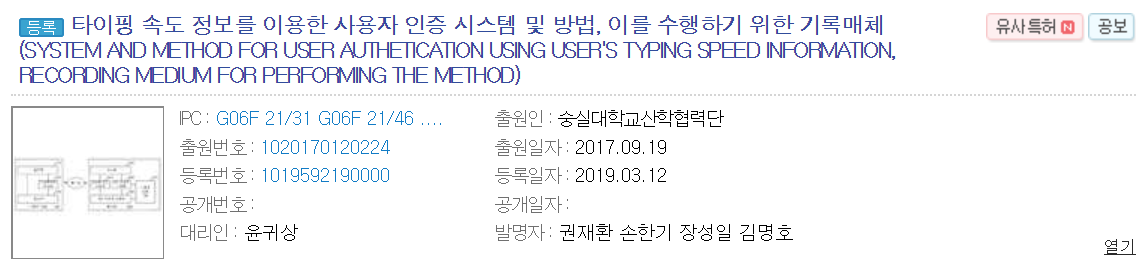 등록 타이핑 속도 정보를 이용한 사용자 인증 시스템 및 방법, 이를 수행하기 위한 기록매체 유사특허 N 공보
(SYSTEM AND METHOD FOR USER AUTHETICATION USING USER'S TYPING SPEED INFORMATION,
RECORDING MEDIUM FOR PERFORMING THE METHOD)
IPC : G06F 21/31 G06F 21/46 .... 출원인 : 숭실대학교산학협력단
출원번호 : 1020170120224 출원일자 : 2017.09.19
등록번호 : 1019592190000 등록일자 : 2019.03.12
공개번호 : 공개일자 :
대리인 : 윤귀상 발명자 : 권재환 손한기 장성일 김명호
열기